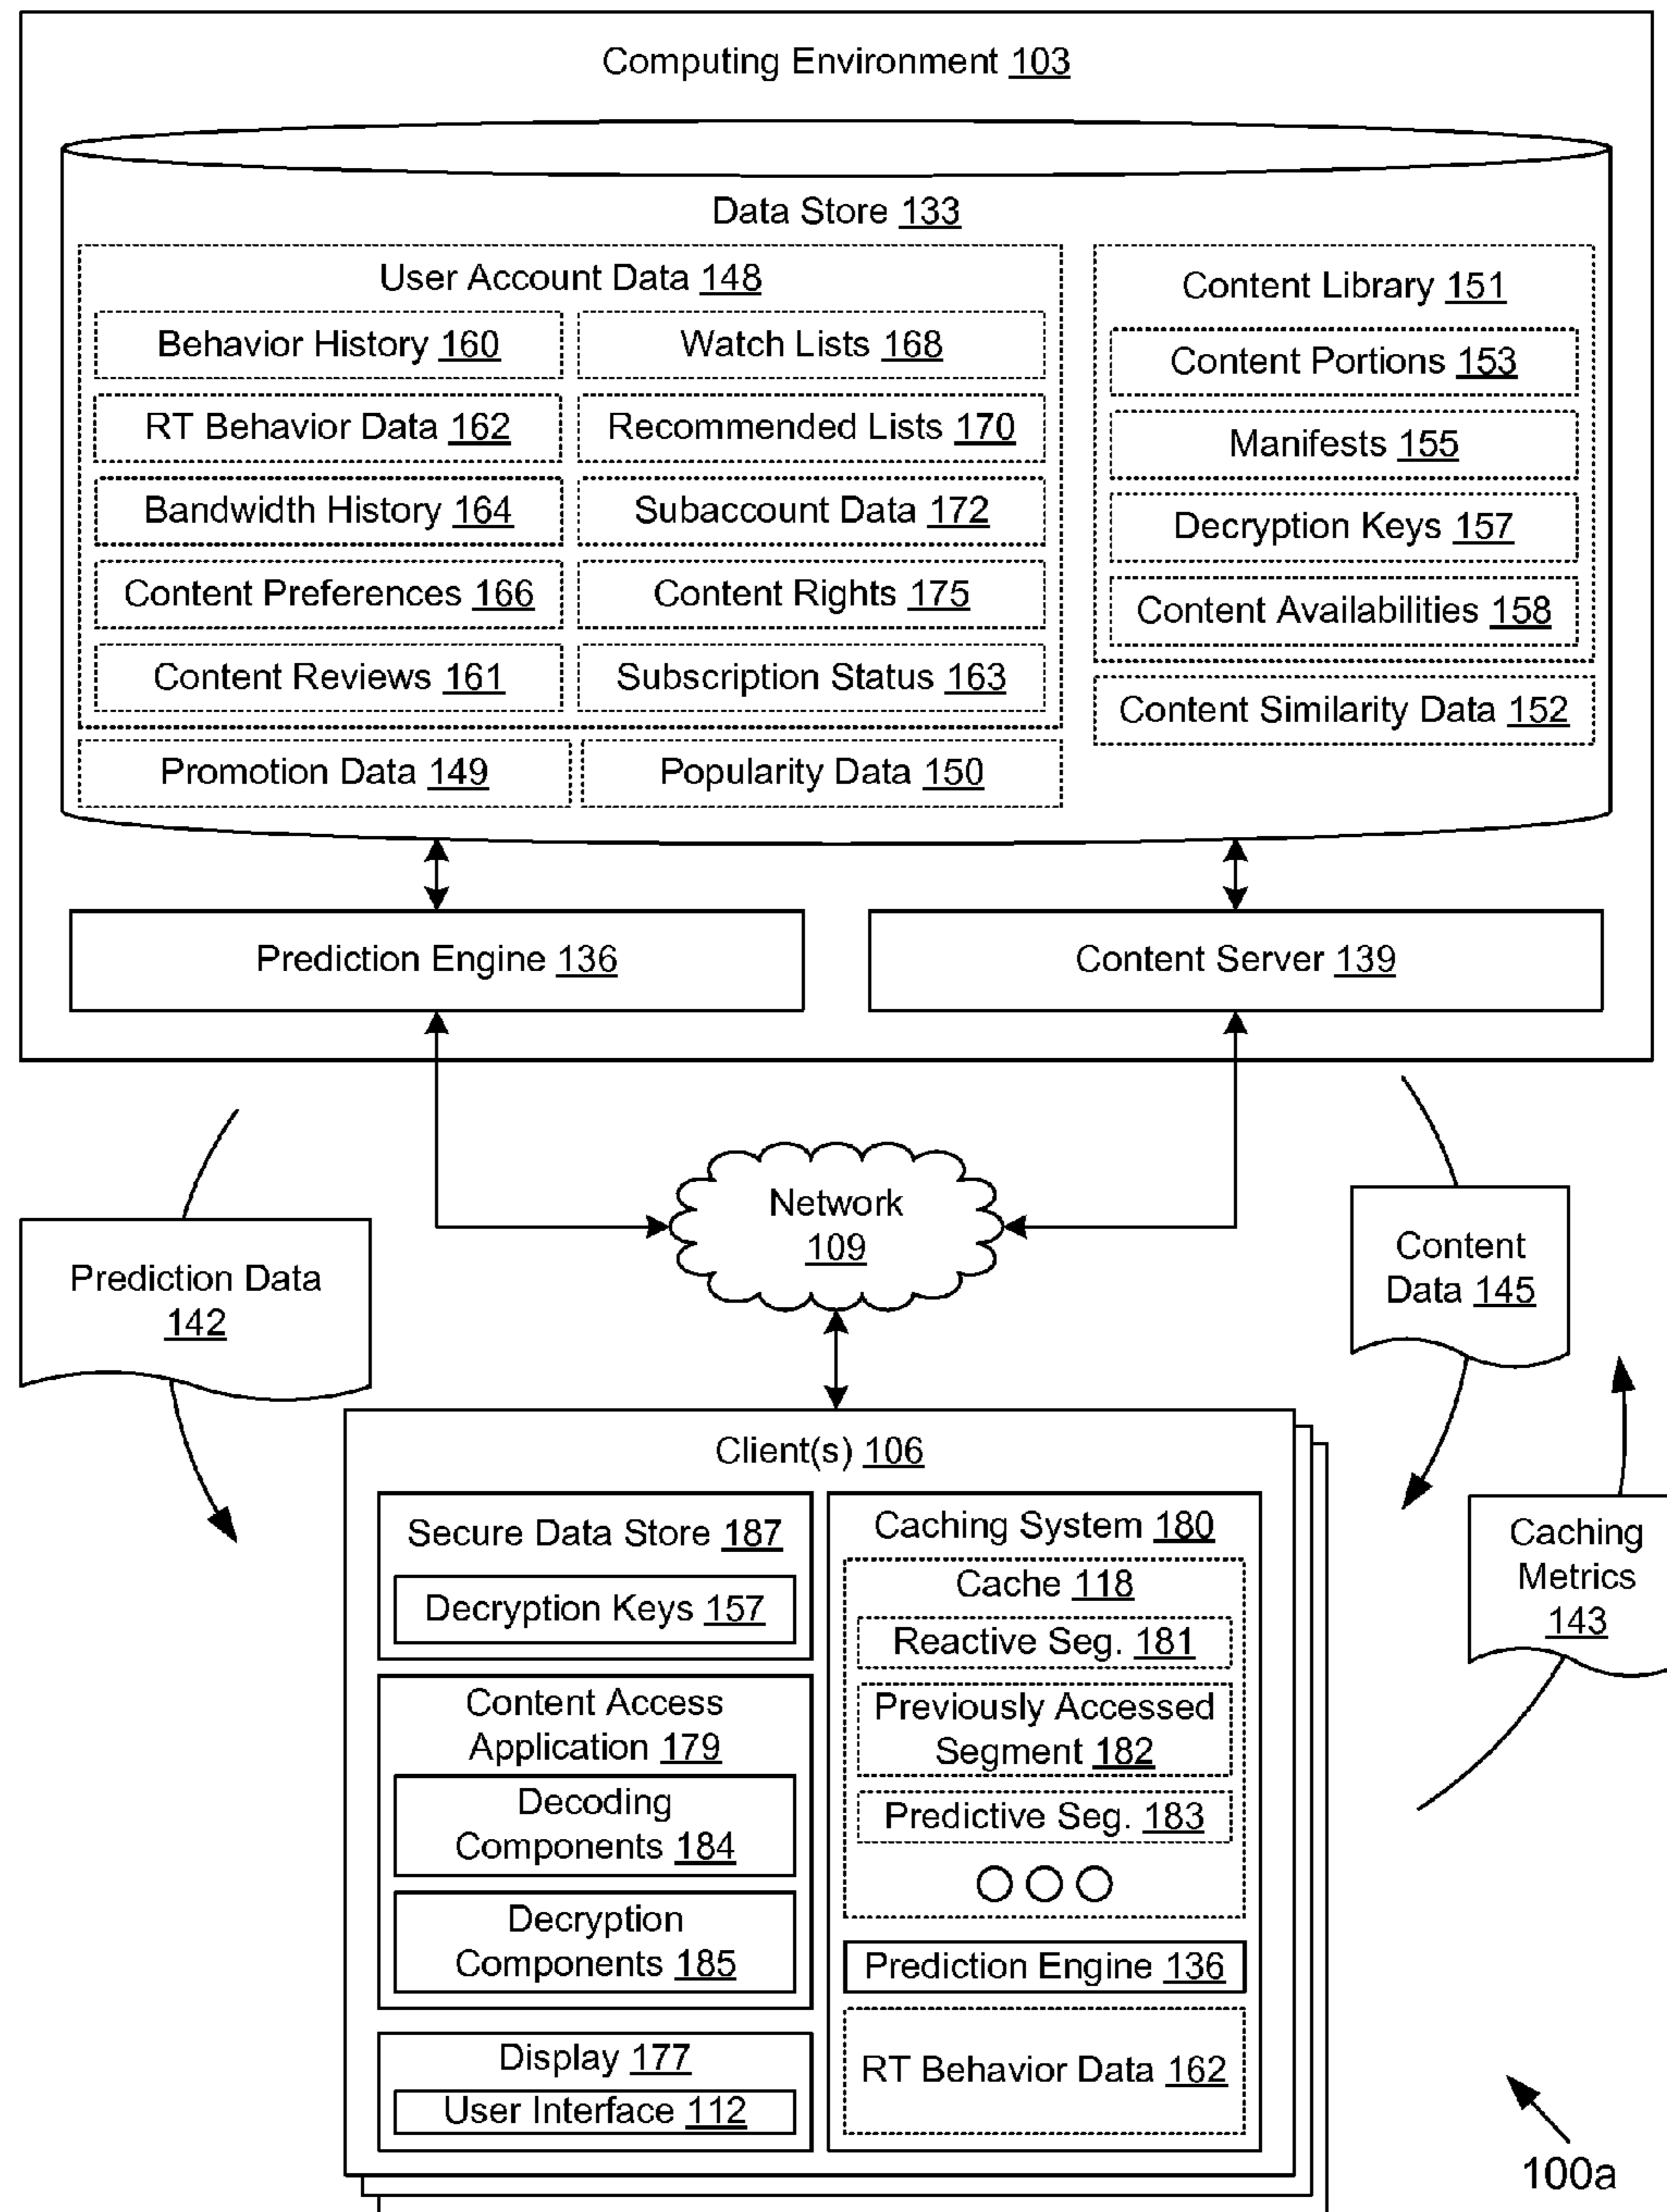 Computing Environment 103
Data Store 133
User Account Data 148
Behavior History 160
Watch Lists 168
RT Behavior Data 162
Recommended Lists 170
Bandwidth History 164
Subaccount Data 172
Content Preferences 166
Content Rights 175
Content Reviews 161
Subscription Status 163
Promotion Data 149
Popularity Data 150
Content Library 151
Content Portions 153
Manifests 155
Decryption Keys 157
Content Availabilities 158
Content Similarity Data 152
Prediction Engine 136
Content Server 139
Network
109
Prediction Data
142
Content
Data 145
Caching
Metrics
143
Client(s) 106
Secure Data Store 187
Decryption Keys 157
Content Access
Application 179
Decoding
Components 184
Decryption
Components 185
Display 177
User Interface 112
Caching System 180
Cache 118
Reactive Seg. 181
Previously Accessed
Segment 182
Predictive Seg. 183
Prediction Engine 136
RT Behavior Data 162
100a